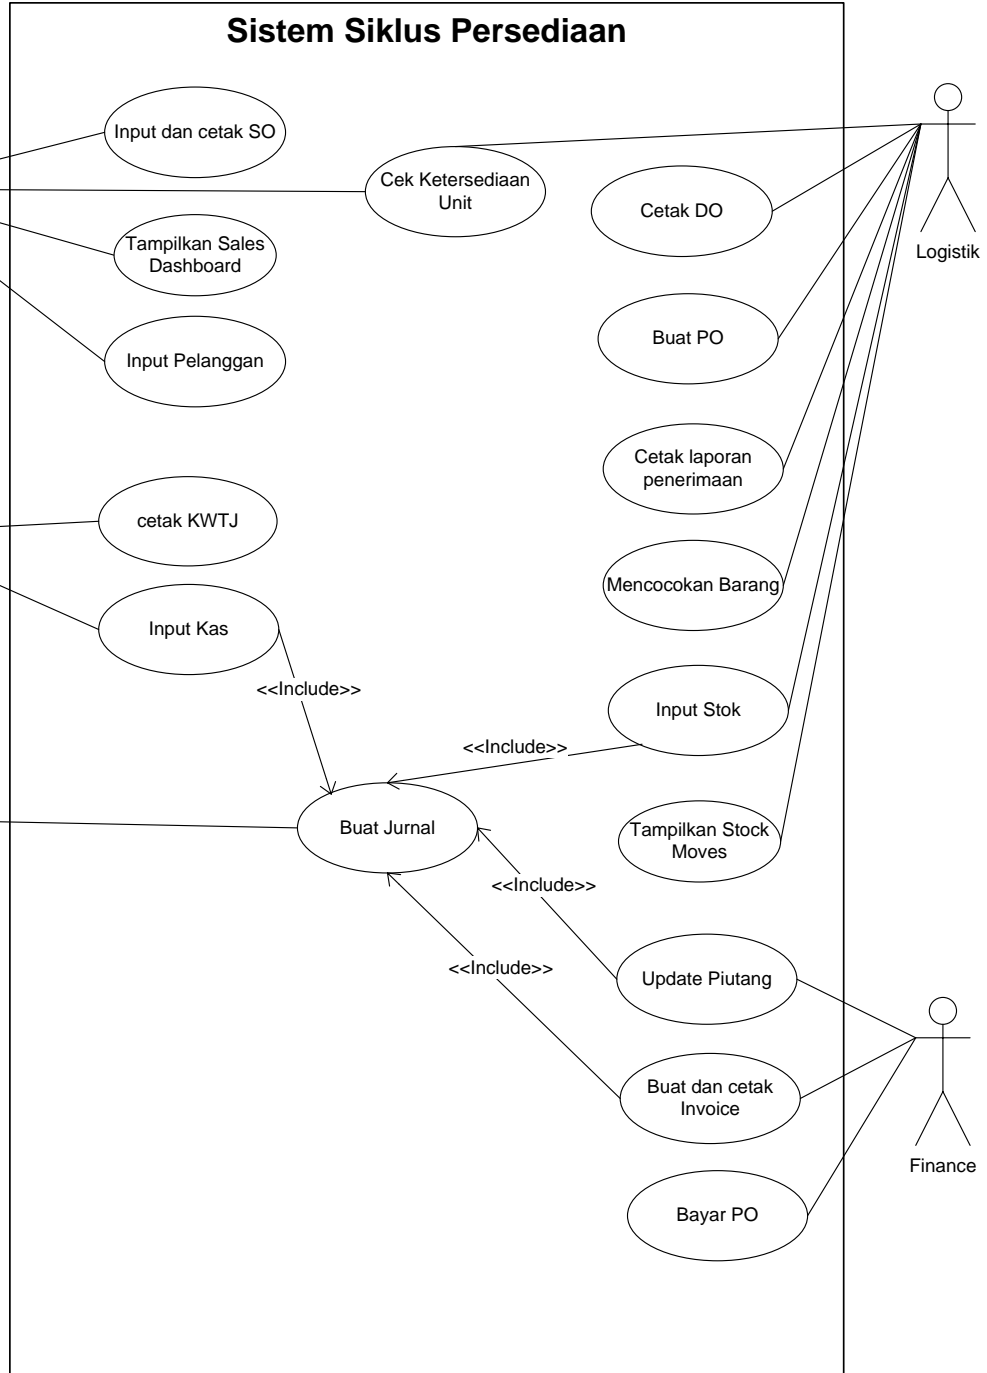 Sistem Siklus Persediaan
Input dan cetak SO
Cek Ketersediaan
Unit
Cetak DO
Logistik
Tampilkan Sales
Dashboard
Buat PO
Input Pelanggan
Cetak laporan
penerimaan
cetak KWTJ
Mencocokan Barang
Input Kas
<<Include>>
Input Stok
<<Include>>
Buat Jurnal
Tampilkan Stock
Moves
<<Include>>
<<Include>>
Update Piutang
Buat dan cetak
Invoice
Finance
Bayar PO